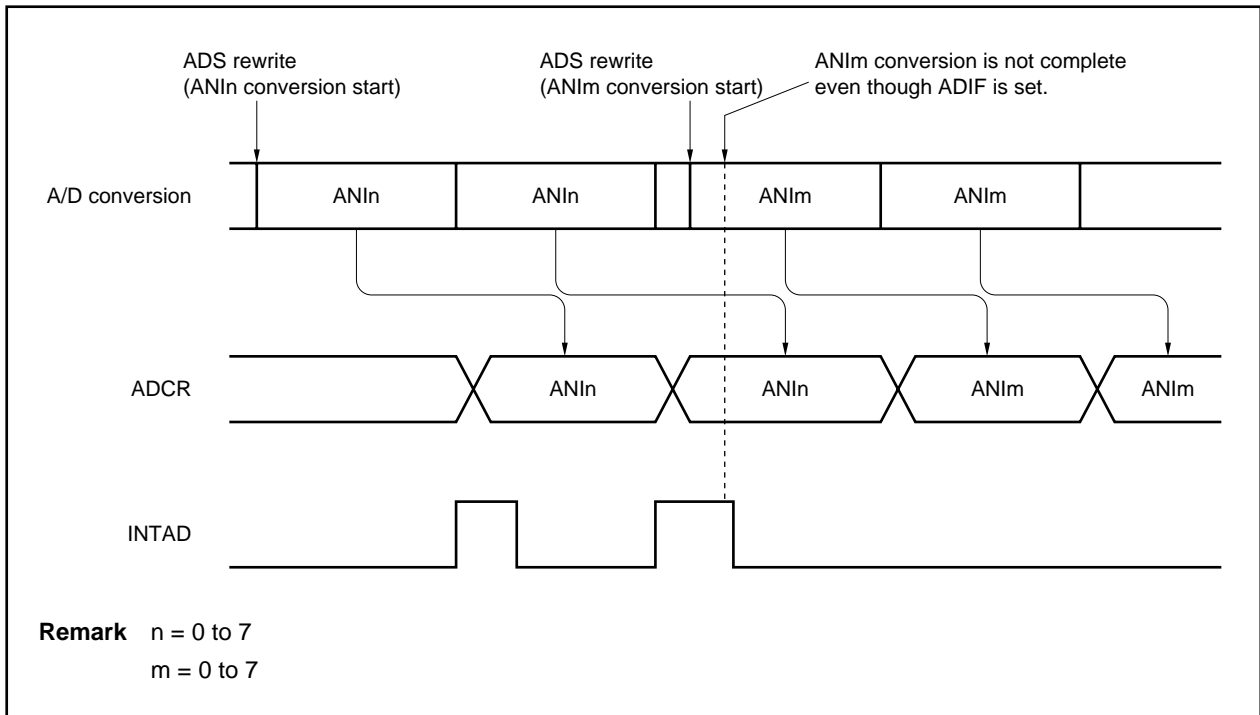 ADS rewrite
(ANIn conversion start)
ADS rewrite
(ANIm conversion start)
ANIm conversion is not complete
even though ADIF is set.
A/D conversion
ANIn
ANIn
ANIm
ANIm
ADCR
ANIn
ANIn
ANIm
ANIm
INTAD
Remark n = 0 to 7
m = 0 to 7